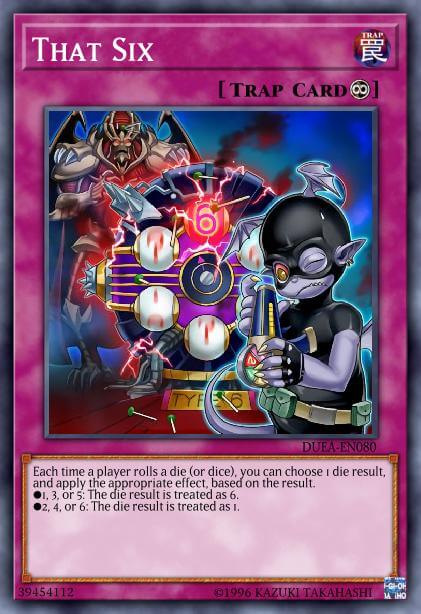 That Six
TRAP
罠
[Trap Card]
6
TYPE 6
DUEA-EN080
Each time a player rolls a die (or dice), you can choose 1 die result,
and apply the appropriate effect, based on the result.
●1, 3, or 5: The die result is treated as 6.
●2, 4, or 6: The die result is treated as 1.
39454112
©1996 KAZUKI TAKAHASHI